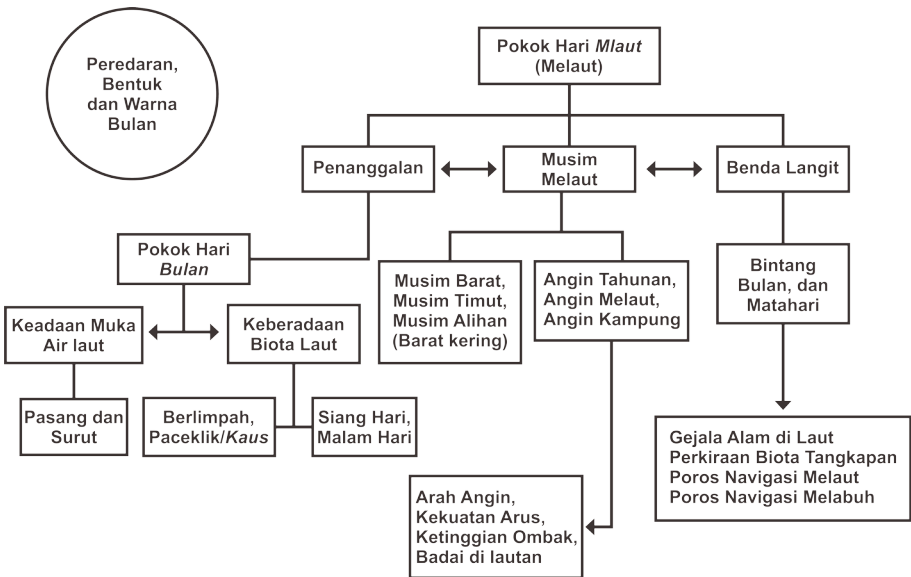 Peredaran,
Bentuk
dan Warna
Bulan
Pokok Hari Mlaut
(Melaut)
Penanggalan
Musim
Melaut
Benda Langit
Pokok Hari
Bulan
Musim Barat,
Musim Timut,
Musim Alihan
(Barat kering)
Angin Tahunan,
Angin Melaut,
Angin Kampung
Bintang
Bulan, dan
Matahari
Keadaan Muka
Air laut
Keberadaan
Biota Laut
Pasang dan
Surut
Berlimpah,
Paceklik/Kaus
Siang Hari,
Malam Hari
Gejala Alam di Laut
Perkiraan Biota Tangkapan
Poros Navigasi Melaut
Poros Navigasi Melabuh
Arah Angin,
Kekuatan Arus,
Ketinggian Ombak,
Badai di lautan